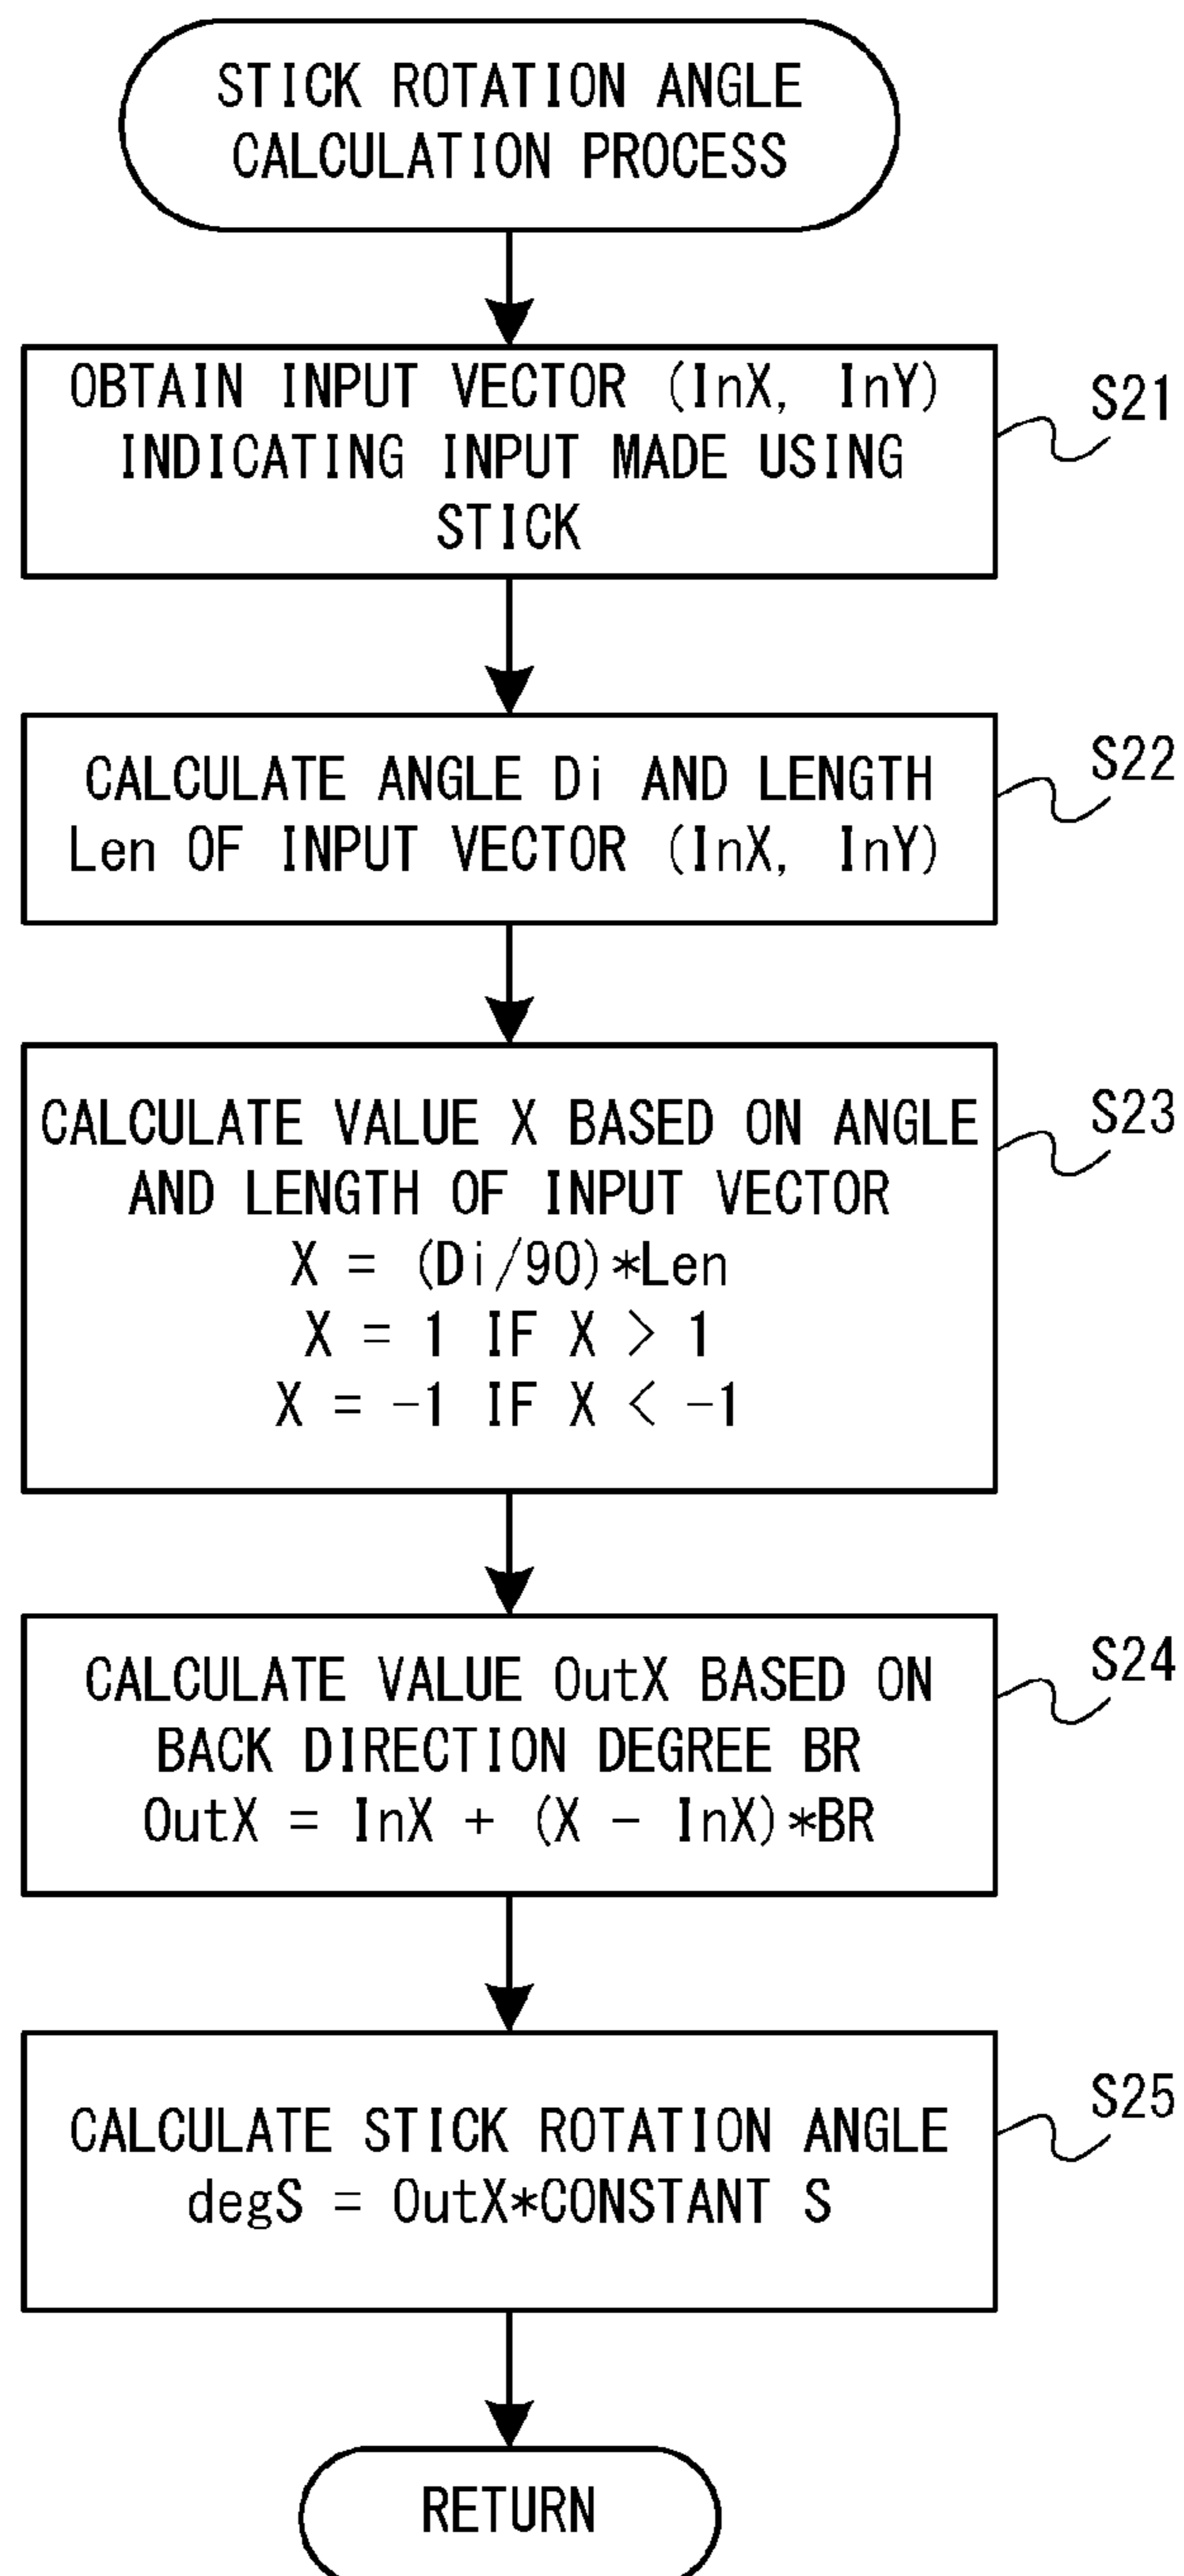 STICK ROTATION ANGLE
CALCULATION PROCESS
OBTAIN INPUT VECTOR (InX, InY)
INDICATING INPUT MADE USING
STICK
S21
CALCULATE ANGLE Di AND LENGTH
Len OF INPUT VECTOR (InX, InY)
S22
CALCULATE VALUE X BASED ON ANGLE
AND LENGTH OF INPUT VECTOR
X = (Di/90)*Len
X = 1 IF X > 1
X = -1 IF X < -1
S23
CALCULATE VALUE OutX BASED ON
BACK DIRECTION DEGREE BR
OutX = InX + (X - InX)*BR
S24
CALCULATE STICK ROTATION ANGLE
degS = OutX*CONSTANT S
S25
RETURN